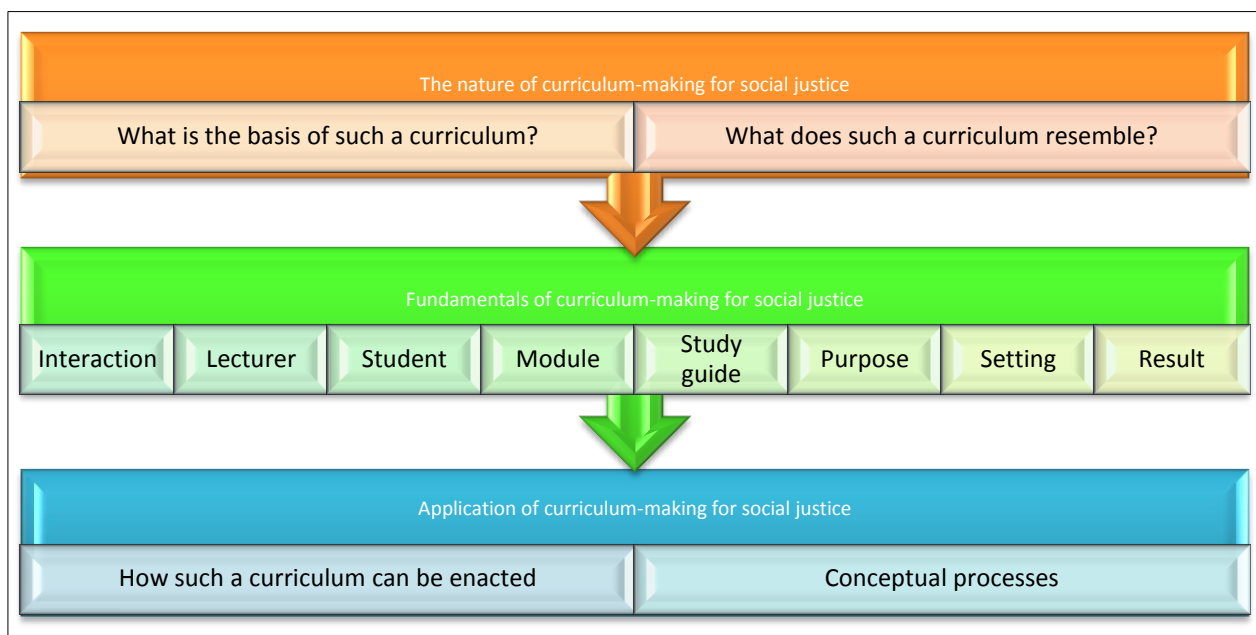 The nature of curriculum-making for social justice
What is the basis of such a curriculum?
What does such a curriculum resemble?
Fundamentals of curriculum-making for social justice
Interaction
Lecturer
Student
Module
Study
guide
Purpose
Setting
Result
Application of curriculum-making for social justice
How such a curriculum can be enacted
Conceptual processes